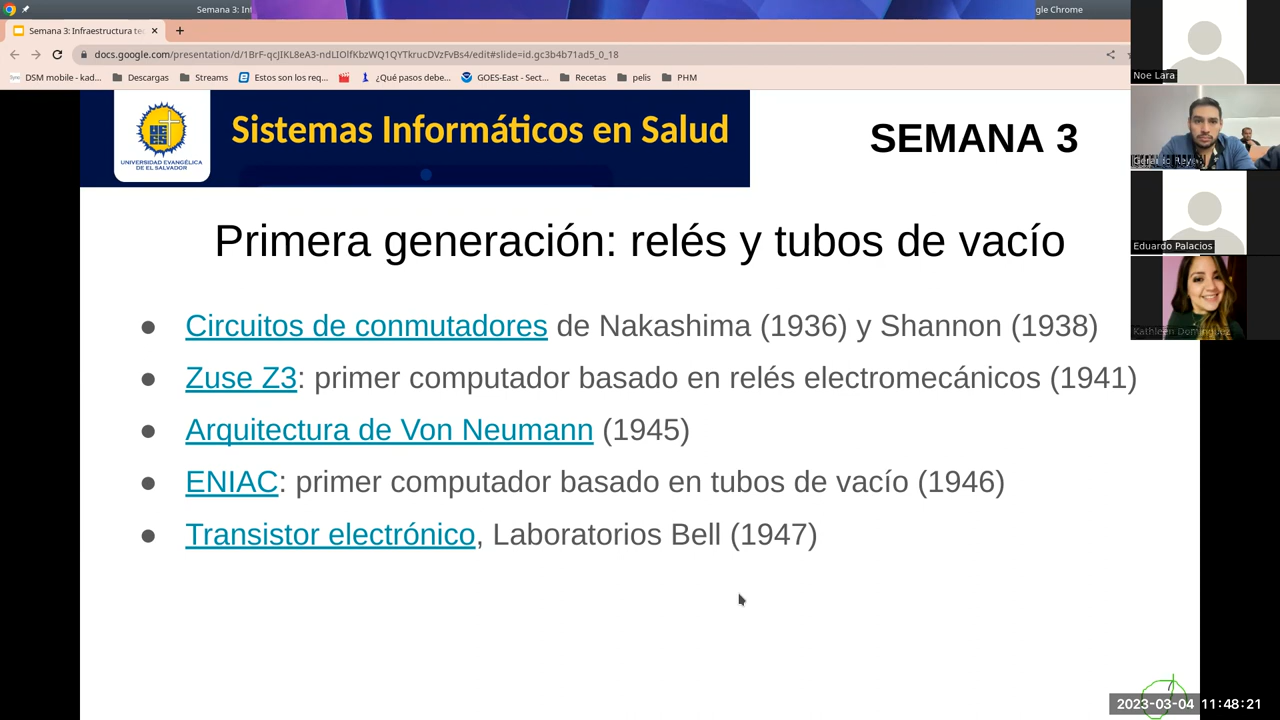 Semana 3: Inf
gle Chrome
Semana 3: Infraestructura te
docs.google.com/presentation/d/1BrF-qcJIKL8eA3-ndLIOlfKbzWQ1QYTkrucDVzFvBs4/edit#slide=id.gc3b4b71ad5_0_18
DSM mobile - kad... Descargas Streams Estos son los req... ¿Qué pasos debe... GOES-East - Sect... Recetas pelis PHM
Noe Lara
Gerardo Reyes
Eduardo Palacios
Kathleen Dominguez
UNIVERSIDAD EVANGÉLICA
DE EL SALVADOR
Sistemas Informáticos en Salud
SEMANA 3
Primera generación: relés y tubos de vacío
● Circuitos de conmutadores de Nakashima (1936) y Shannon (1938)
● Zuse Z3: primer computador basado en relés electromecánicos (1941)
● Arquitectura de Von Neumann (1945)
● ENIAC: primer computador basado en tubos de vacío (1946)
● Transistor electrónico, Laboratorios Bell (1947)
2023-03-04 11:48:21